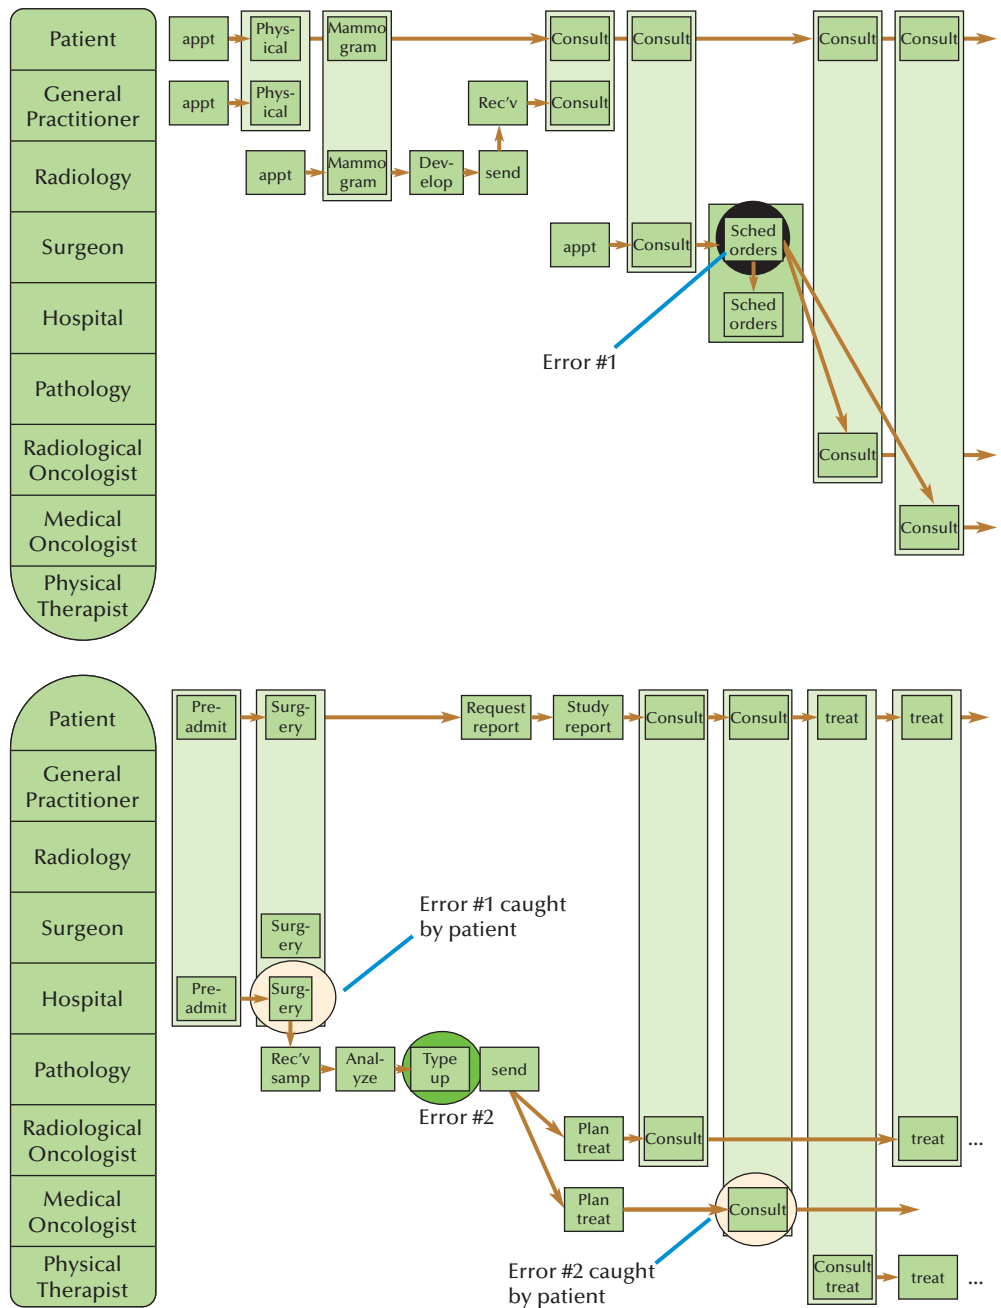 Patient
appt
Phys-
ical
Mammo
gram
Consult
Consult
Consult
Consult
General
Practitioner
appt
Phys-
ical
Rec'v
Consult
Radiology
appt
Mammo
gram
Dev-
elop
send
Surgeon
appt
Consult
Sched
orders
Hospital
Sched
orders
Error #1
Pathology
Radiological
Oncologist
Consult
Medical
Oncologist
Consult
Physical
Therapist
Patient
Pre-
admit
Surg-
ery
Request
report
Study
report
Consult
Consult
treat
treat
General
Practitioner
Radiology
Surgeon
Surg-
ery
Error #1 caught
by patient
Hospital
Pre-
admit
Surg-
ery
Pathology
Rec'v
samp
Anal-
yze
Type
up
send
Error #2
Radiological
Oncologist
Plan
treat
Consult
treat
...
Medical
Oncologist
Plan
treat
Consult
Error #2 caught
by patient
Physical
Therapist
Consult
treat
treat
...